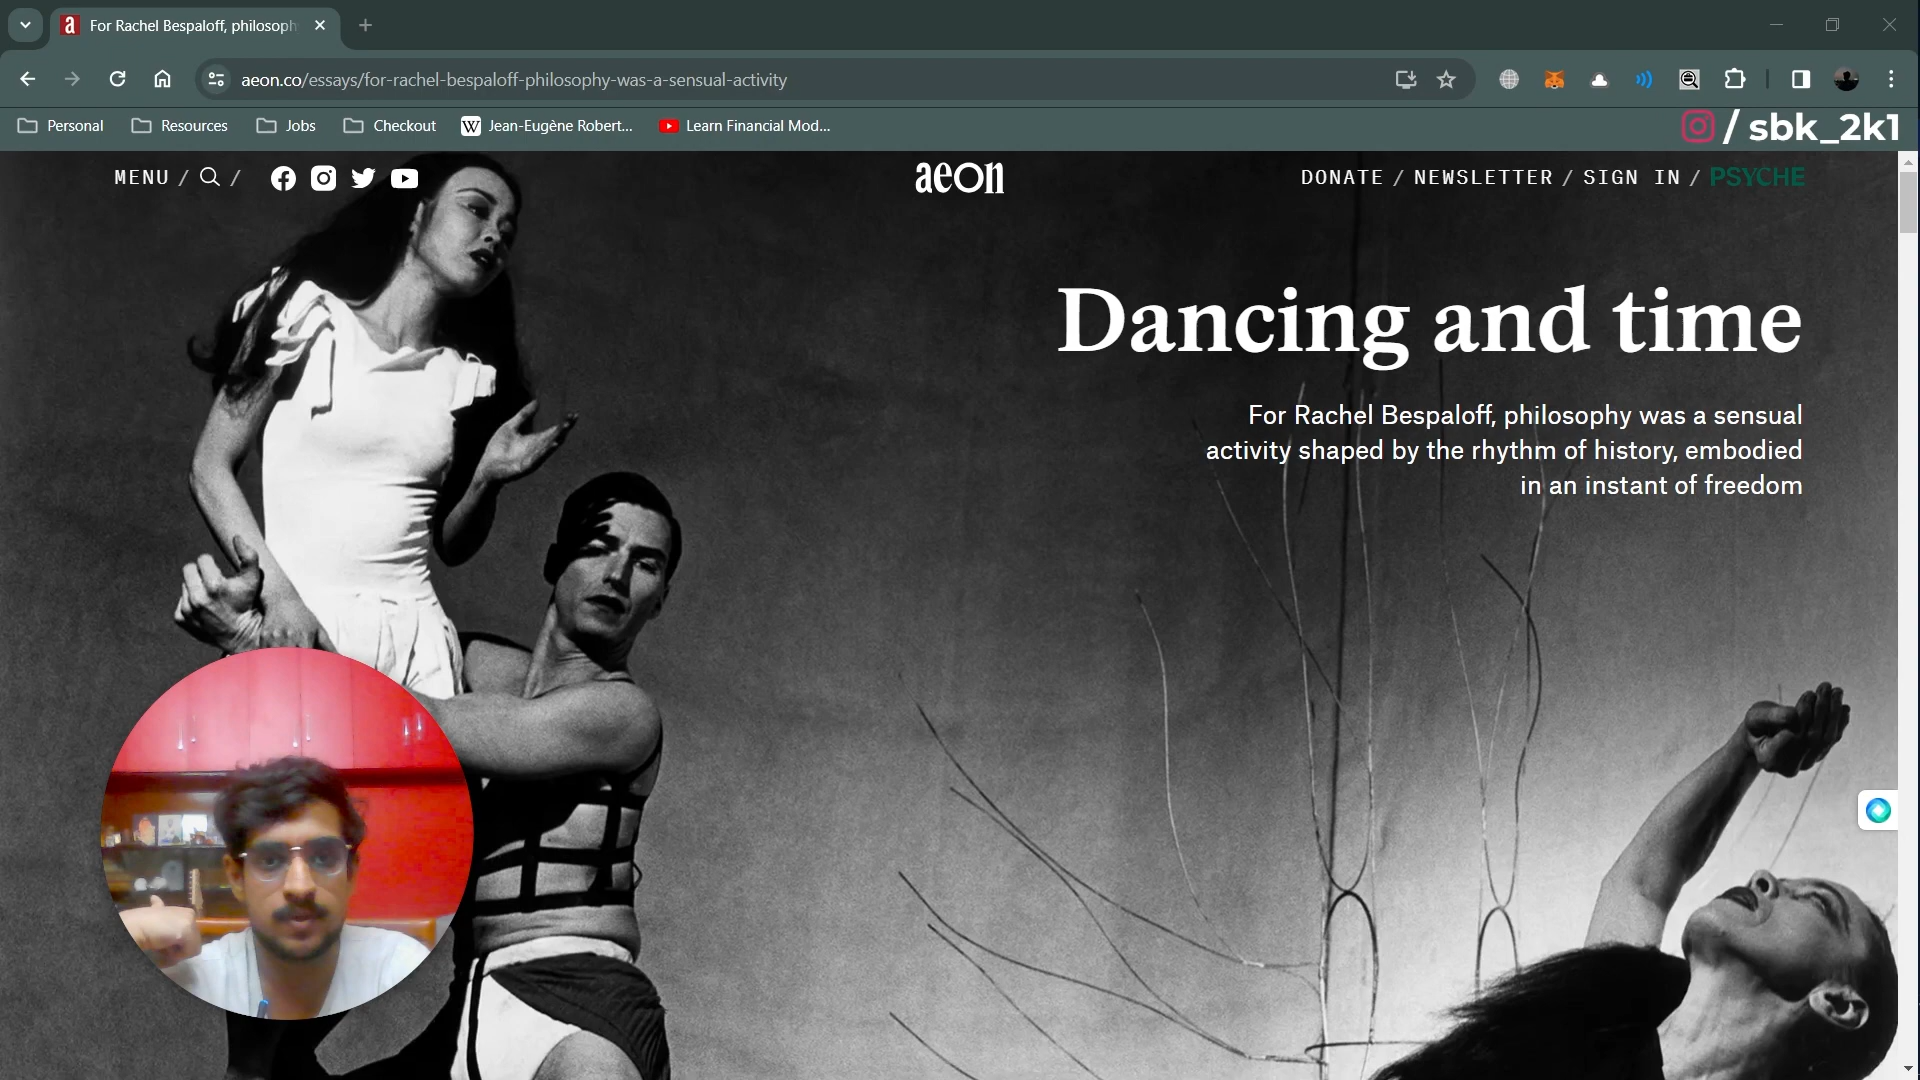 For Rachel Bespaloff, philosoph
aeon.co/essays/for-rachel-bespaloff-philosophy-was-a-sensual-activity
Personal
Resources
Jobs
Checkout
W Jean-Eugène Robert...
Learn Financial Mod...
/ sbk_2k1
MENU / /
aeon
DONATE / NEWSLETTER / SIGN IN / PSYCHE
Dancing and time
For Rachel Bespaloff, philosophy was a sensual
activity shaped by the rhythm of history, embodied
in an instant of freedom